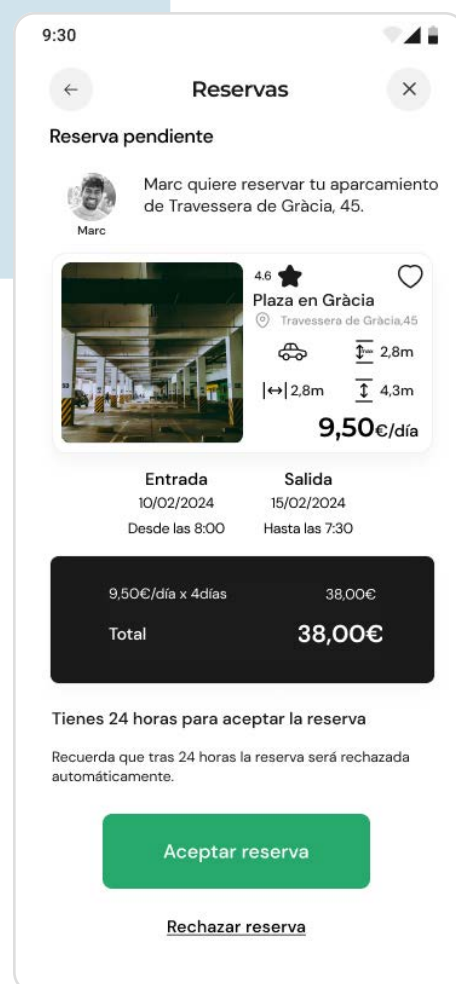 9:30
Reservas
Reserva pendiente
Marc quiere reservar tu aparcamiento
de Travessera de Gràcia, 45.
Marc
4.6
Plaza en Gràcia
Travessera de Gràcia,45
2,8m
2,8m
4,3m
9,50€/día
Entrada
Salida
10/02/2024
15/02/2024
Desde las 8:00
Hasta las 7:30
9,50€/día x 4días
38,00€
Total
38,00€
Tienes 24 horas para aceptar la reserva
Recuerda que tras 24 horas la reserva será rechazada
automáticamente.
Aceptar reserva
Rechazar reserva